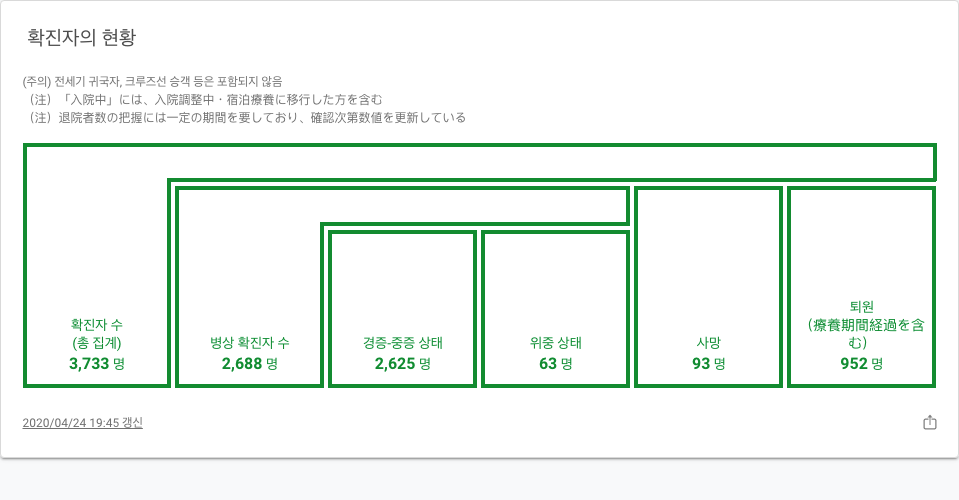 확진자의 현황
(주의) 전세기 귀국자, 크루즈선 승객 등은 포함되지 않음
（注）「入院中」には、入院調整中・宿泊療養に移行した方を含む
（注）退院者数の把握には一定の期間を要しており、確認次第数値を更新している
확진자 수
(총 집계)
3,733 명
병상 확진자 수
2,688 명
경증-중증 상태
2,625 명
위중 상태
63 명
사망
93 명
퇴원
（療養期間経過を含
む）
952 명
2020/04/24 19:45 갱신